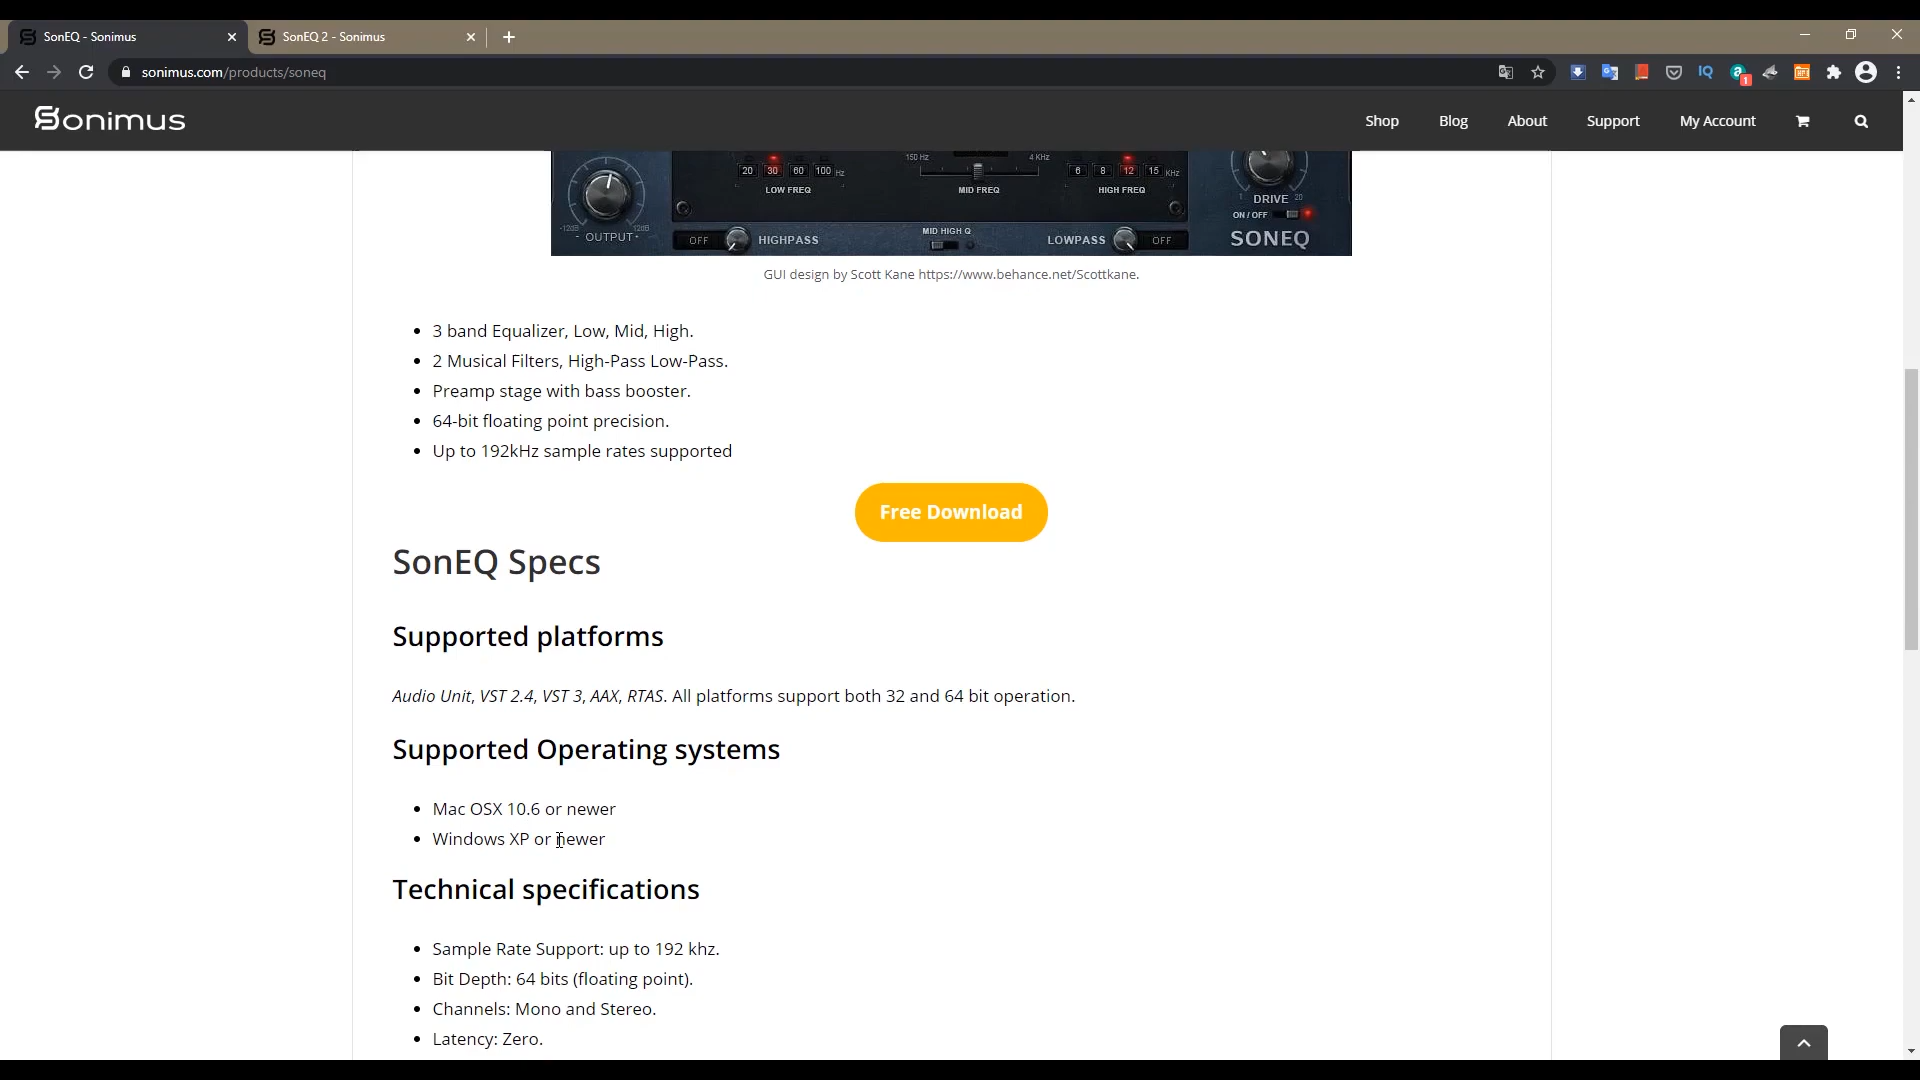 SonEQ - Sonimus
SonEQ 2 - Sonimus
sonimus.com/products/soneq
Sonimus
Shop
Blog
About
Support
My Account
150 Hz
4 KHz
20 30 60 100 Hz
6 8 12 15 KHz
LOW FREQ
MID FREQ
HIGH FREQ
1 DRIVE 20
ON / OFF
-12dB 12dB
- OUTPUT -
OFF
HIGHPASS
MID HIGH Q
LOWPASS
OFF
SONEQ
GUI design by Scott Kane https://www.behance.net/Scottkane.
• 3 band Equalizer, Low, Mid, High.
• 2 Musical Filters, High-Pass Low-Pass.
• Preamp stage with bass booster.
• 64-bit floating point precision.
• Up to 192kHz sample rates supported
Free Download
SonEQ Specs
Supported platforms
Audio Unit, VST 2.4, VST 3, AAX, RTAS. All platforms support both 32 and 64 bit operation.
Supported Operating systems
• Mac OSX 10.6 or newer
• Windows XP or newer
Technical specifications
• Sample Rate Support: up to 192 khz.
• Bit Depth: 64 bits (floating point).
• Channels: Mono and Stereo.
• Latency: Zero.